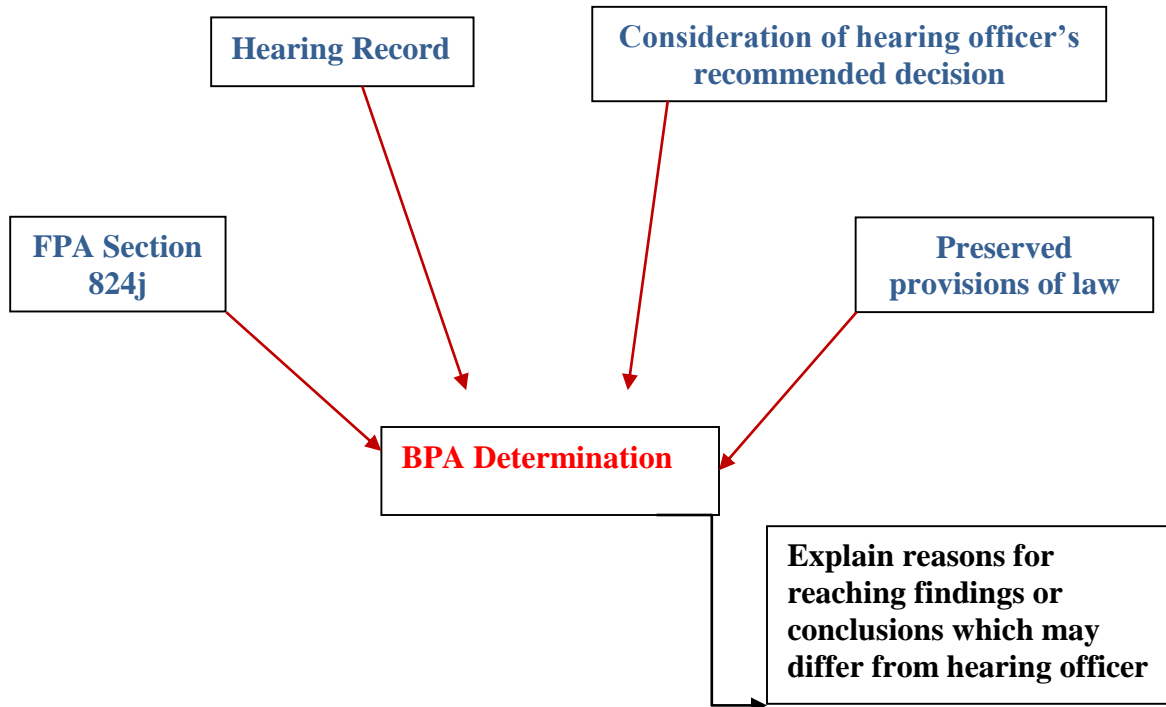 Hearing Record
Consideration of hearing officer’s
recommended decision
FPA Section
824j
Preserved
provisions of law
BPA Determination
Explain reasons for
reaching findings or
conclusions which may
differ from hearing officer